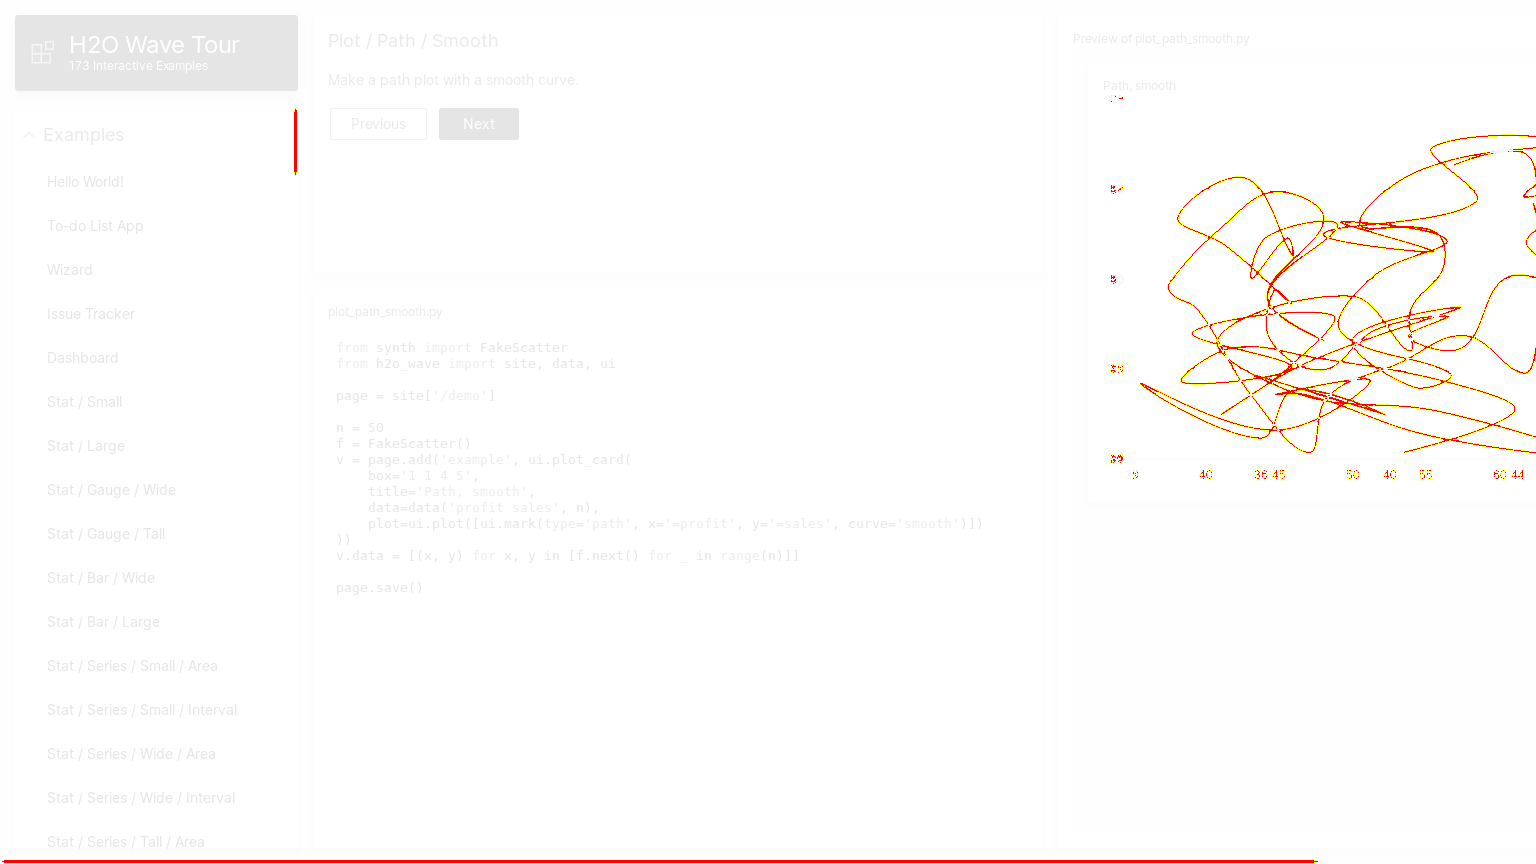 H2O Wave Tour
173 Interactive Examples
Examples
Hello World!
To-do List App
Wizard
Issue Tracker
Dashboard
Stat / Small
Stat / Large
Stat / Gauge / Wide
Stat / Gauge / Tall
Stat / Bar / Wide
Stat / Bar / Large
Stat / Series / Small / Area
Stat / Series / Small / Interval
Stat / Series / Wide / Area
Stat / Series / Wide / Interval
Stat / Series / Tall / Area
Plot / Path / Smooth
Make a path plot with a smooth curve.
Previous Next
plot_path_smooth.py
from synth import FakeScatter
from h2o_wave import site, data, ui
page = site['/demo']
n = 50
f = FakeScatter()
v = page.add('example', ui.plot_card(
    box='1 1 4 5',
    title='Path, smooth',
    data=data('profit sales', n),
    plot=ui.plot([ui.mark(type='path', x='=profit', y='=sales', curve='smooth')])
))
v.data = [(x, y) for x, y in [f.next() for _ in range(n)]]
page.save()
Preview of plot_path_smooth.py
Path, smooth
40 36 45 50 40 55 60 44